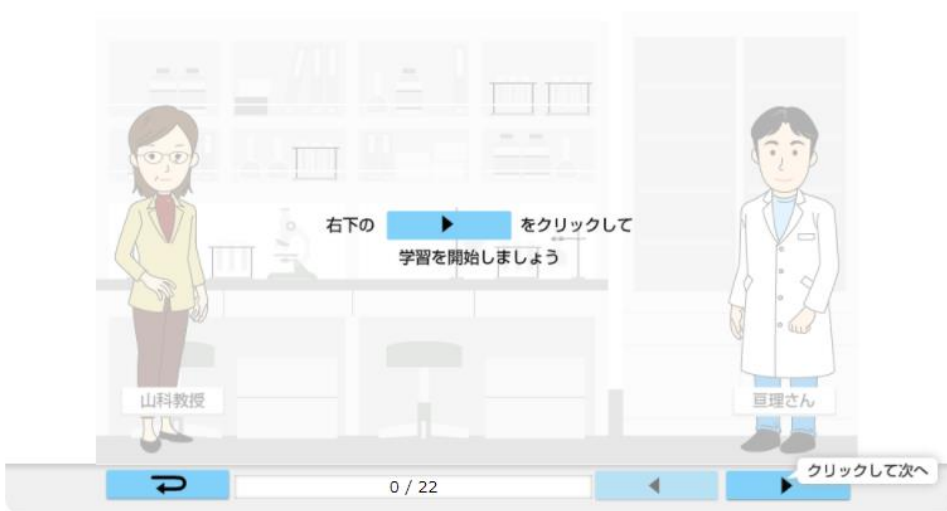 右下の ▶ をクリックして
学習を開始しましょう
山科教授
亘理さん
クリックして次へ
0 / 22